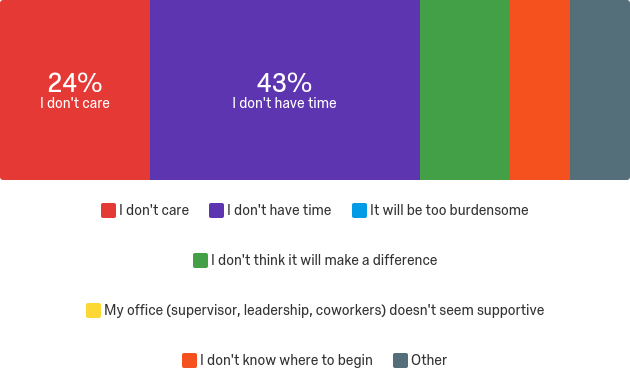 24%
I don't care
43%
I don't have time
I don't care
I don't have time
It will be too burdensome
I don't think it will make a difference
My office (supervisor, leadership, coworkers) doesn't seem supportive
I don't know where to begin
Other